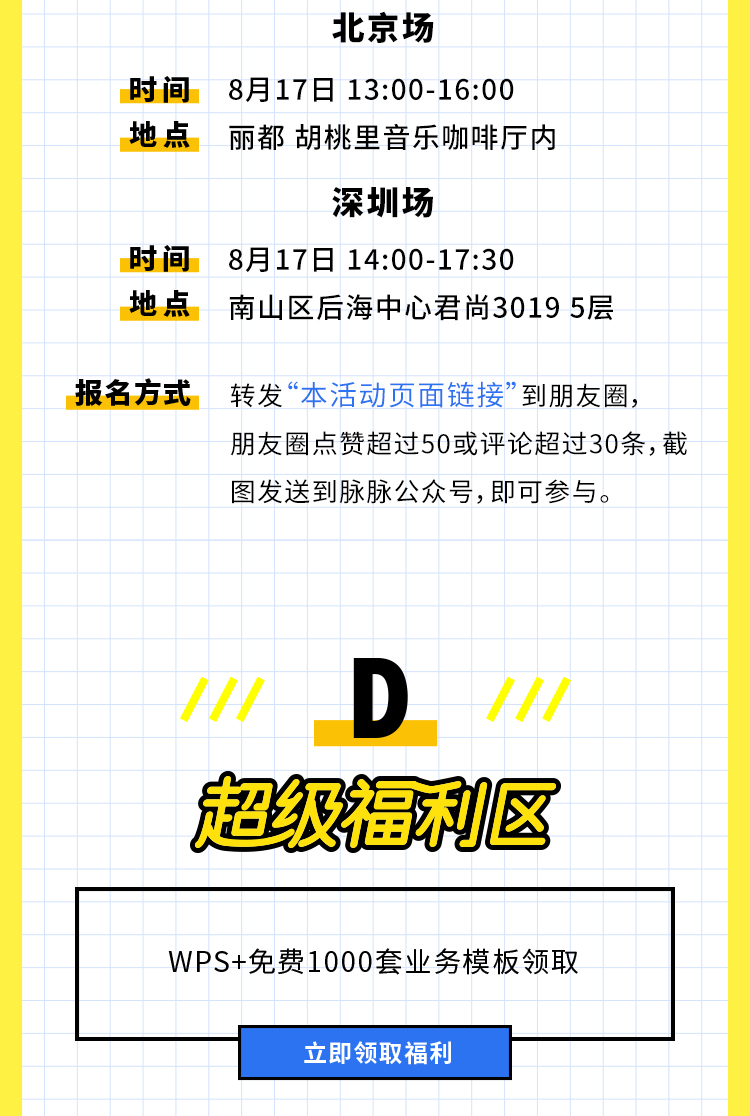 北京场
时间 8月17日 13:00-16:00
地点 丽都 胡桃里音乐咖啡厅内
深圳场
时间 8月17日 14:00-17:30
地点 南山区后海中心君尚3019 5层
报名方式 转发“本活动页面链接”到朋友圈，
朋友圈点赞超过50或评论超过30条，截
图发送到脉脉公众号，即可参与。
D
超级福利区
WPS+免费1000套业务模板领取
立即领取福利